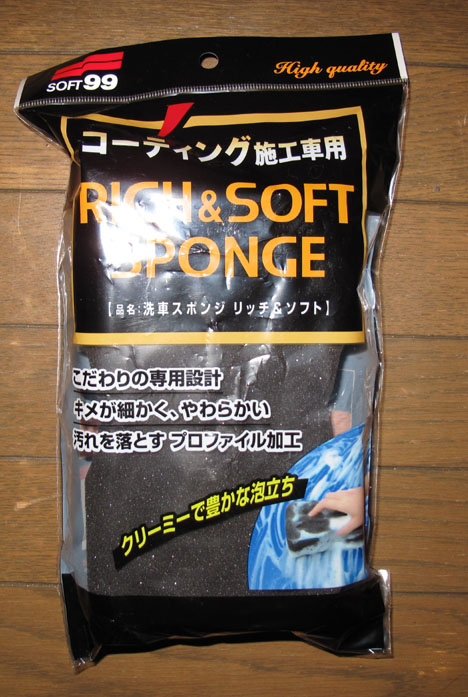 SOFT99
High quality
コーティング施工車用
RICH & SOFT
SPONGE
【品名:洗車スポンジ リッチ&ソフト】
こだわりの専用設計
キメが細かく、やわらかい
汚れを落とす プロファイル加工
クリーミーで豊かな泡立ち